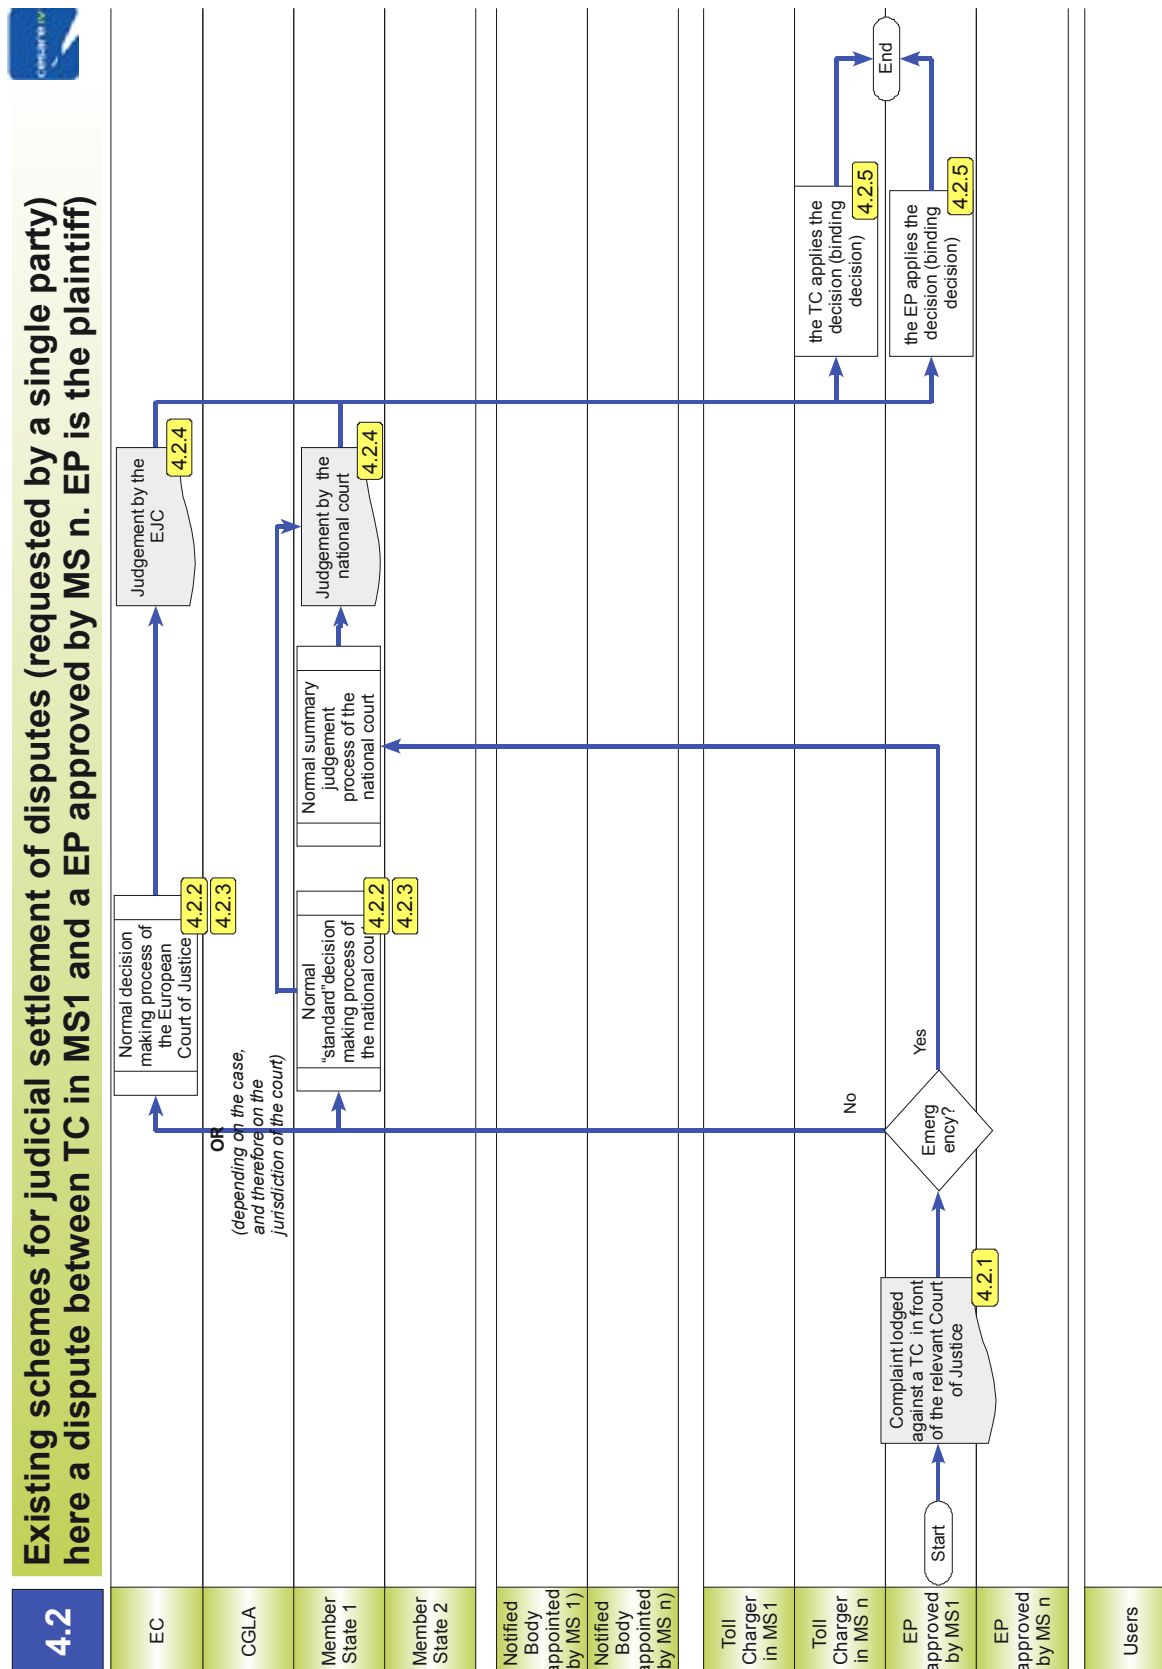 4.2
Existing schemes for judicial settlement of disputes (requested by a single party)
here a dispute between TC in MS1 and a EP approved by MS n. EP is the plaintiff)
cesare IV
EC
CGLA
Member
State 1
Member
State 2
Notified
Body
appointed
by MS 1)
Notified
Body
appointed
by MS n)
Toll
Charger
in MS1
Toll
Charger
in MS n
EP
approved
by MS1
EP
approved
by MS n
Users
Start
Complaint lodged
against a TC in front
of the relevant Court
of Justice
4.2.1
Emerg
ency?
No
Yes
OR
(depending on the case,
and therefore on the
jurisdiction of the court)
Normal decision
making process of
the European
Court of Justice
4.2.2
4.2.3
Normal
“standard”decision
making process of
the national cou
4.2.2
4.2.3
Normal summary
judgement
process of the
national court
Judgement by the
EJC
4.2.4
Judgement by the
national court
4.2.4
the TC applies the
decision (binding
decision)
4.2.5
the EP applies the
decision (binding
decision)
4.2.5
End